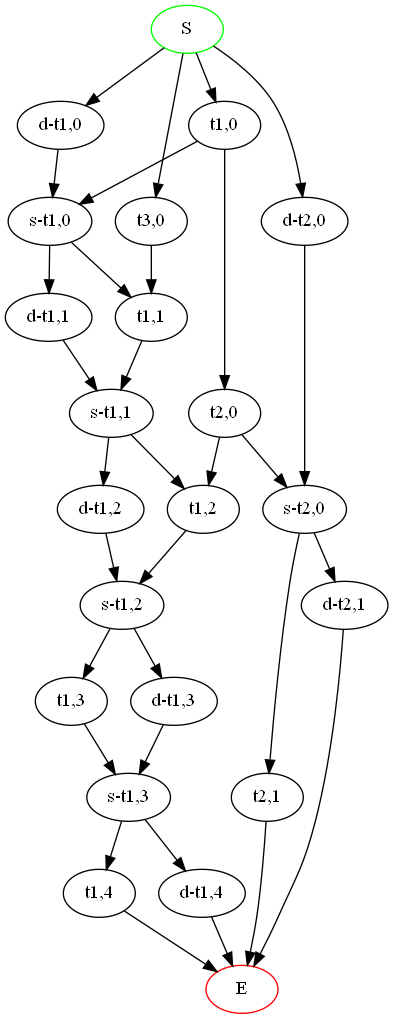 S
d-t1,0
t1,0
s-t1,0
t3,0
d-t2,0
d-t1,1
t1,1
s-t1,1
t2,0
d-t1,2
t1,2
s-t2,0
s-t1,2
d-t2,1
t1,3
d-t1,3
s-t1,3
t2,1
t1,4
d-t1,4
E